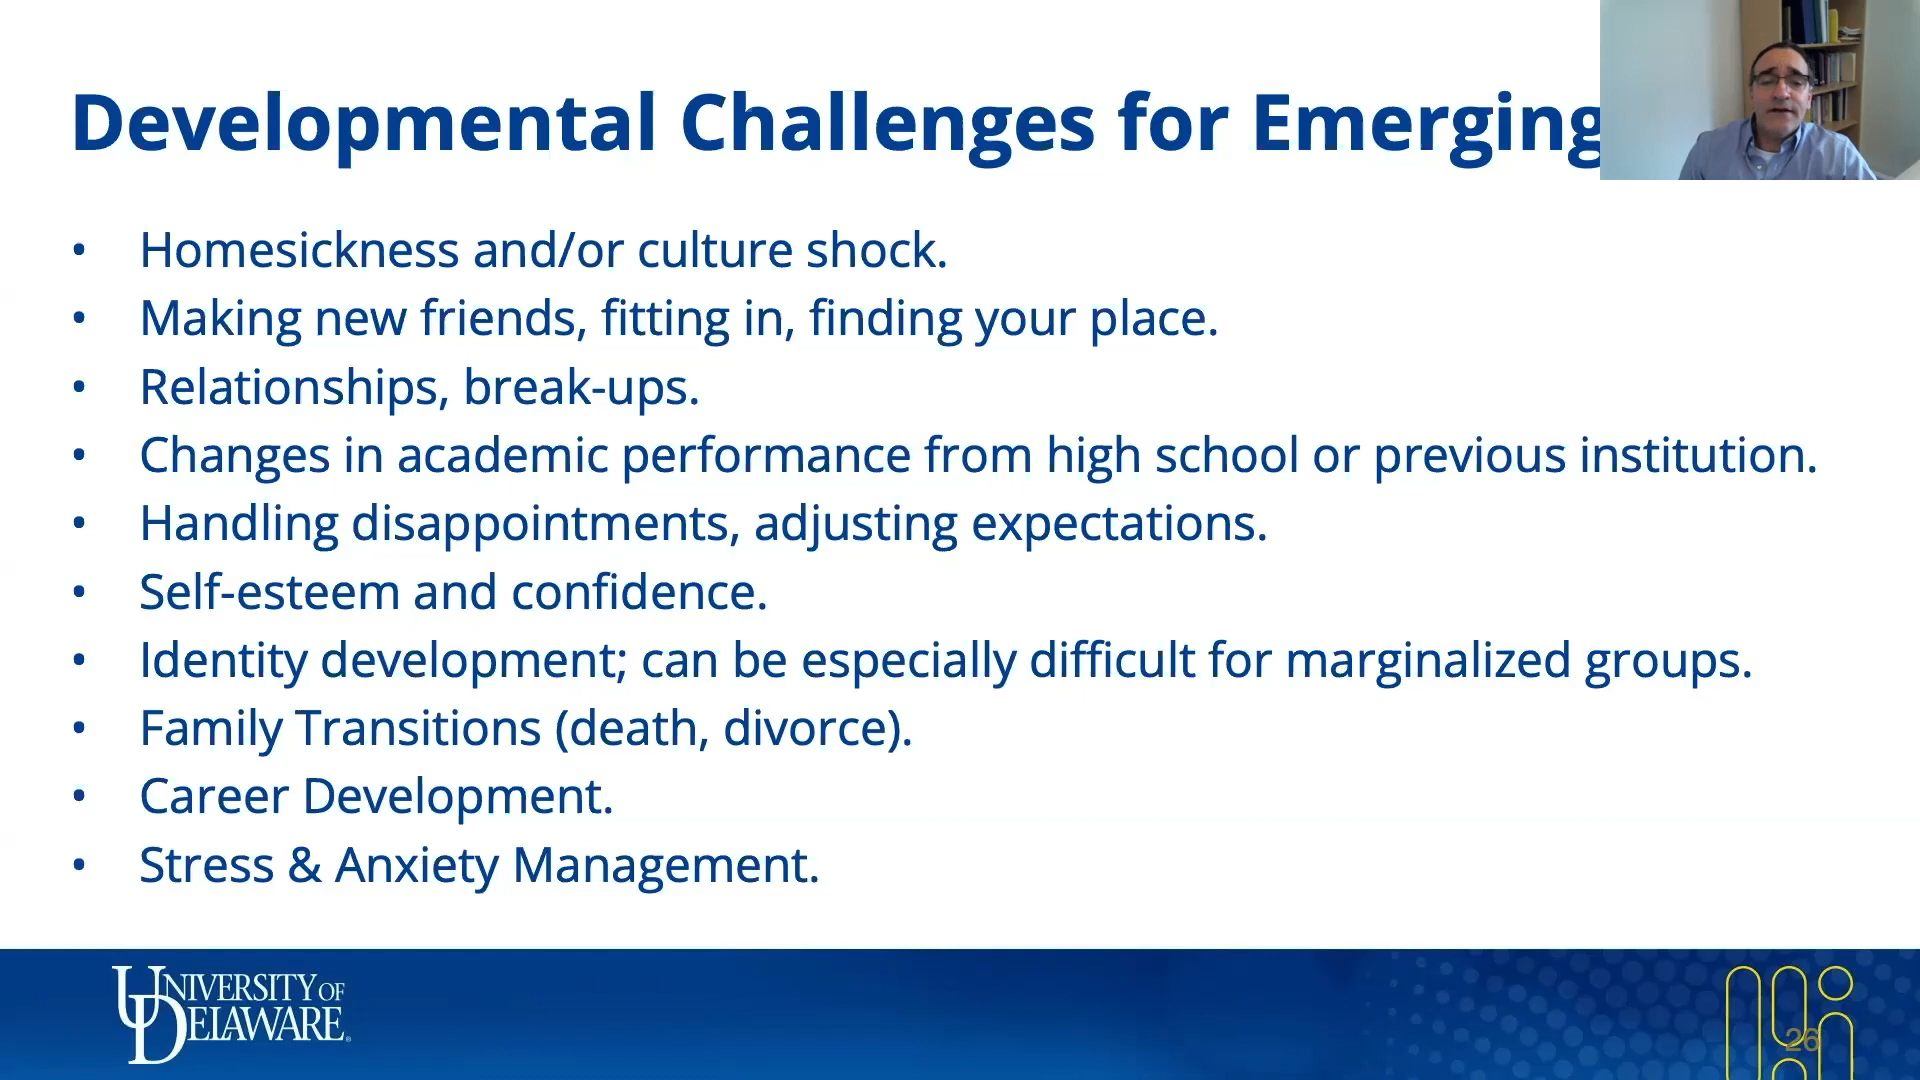 Developmental Challenges for Emerging
• Homesickness and/or culture shock.
• Making new friends, fitting in, finding your place.
• Relationships, break-ups.
• Changes in academic performance from high school or previous institution.
• Handling disappointments, adjusting expectations.
• Self-esteem and confidence.
• Identity development; can be especially difficult for marginalized groups.
• Family Transitions (death, divorce).
• Career Development.
• Stress & Anxiety Management.
UNIVERSITY OF
DELAWARE
26